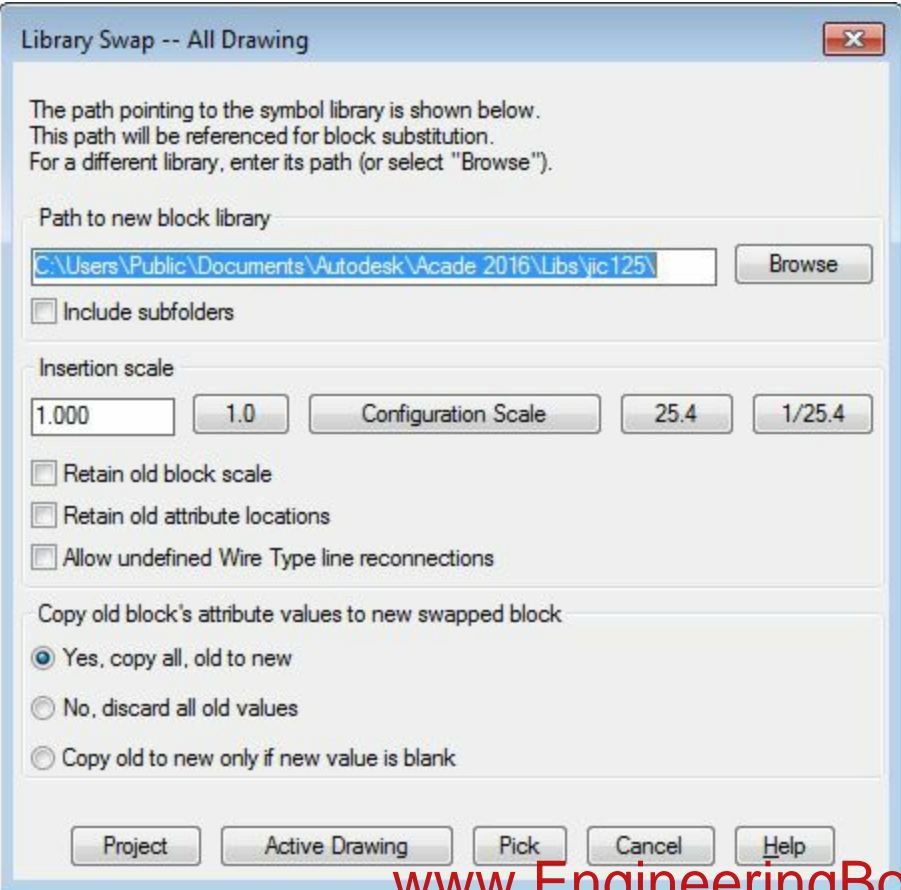 Library Swap -- All Drawing
The path pointing to the symbol library is shown below.
This path will be referenced for block substitution.
For a different library, enter its path (or select "Browse").
Path to new block library
C:\Users\Public\Documents\Autodesk\Acade 2016\Libs\jic125\ Browse
Include subfolders
Insertion scale
1.000 1.0 Configuration Scale 25.4 1/25.4
Retain old block scale
Retain old attribute locations
Allow undefined Wire Type line reconnections
Copy old block's attribute values to new swapped block
Yes, copy all, old to new
No, discard all old values
Copy old to new only if new value is blank
Project Active Drawing Pick Cancel Help